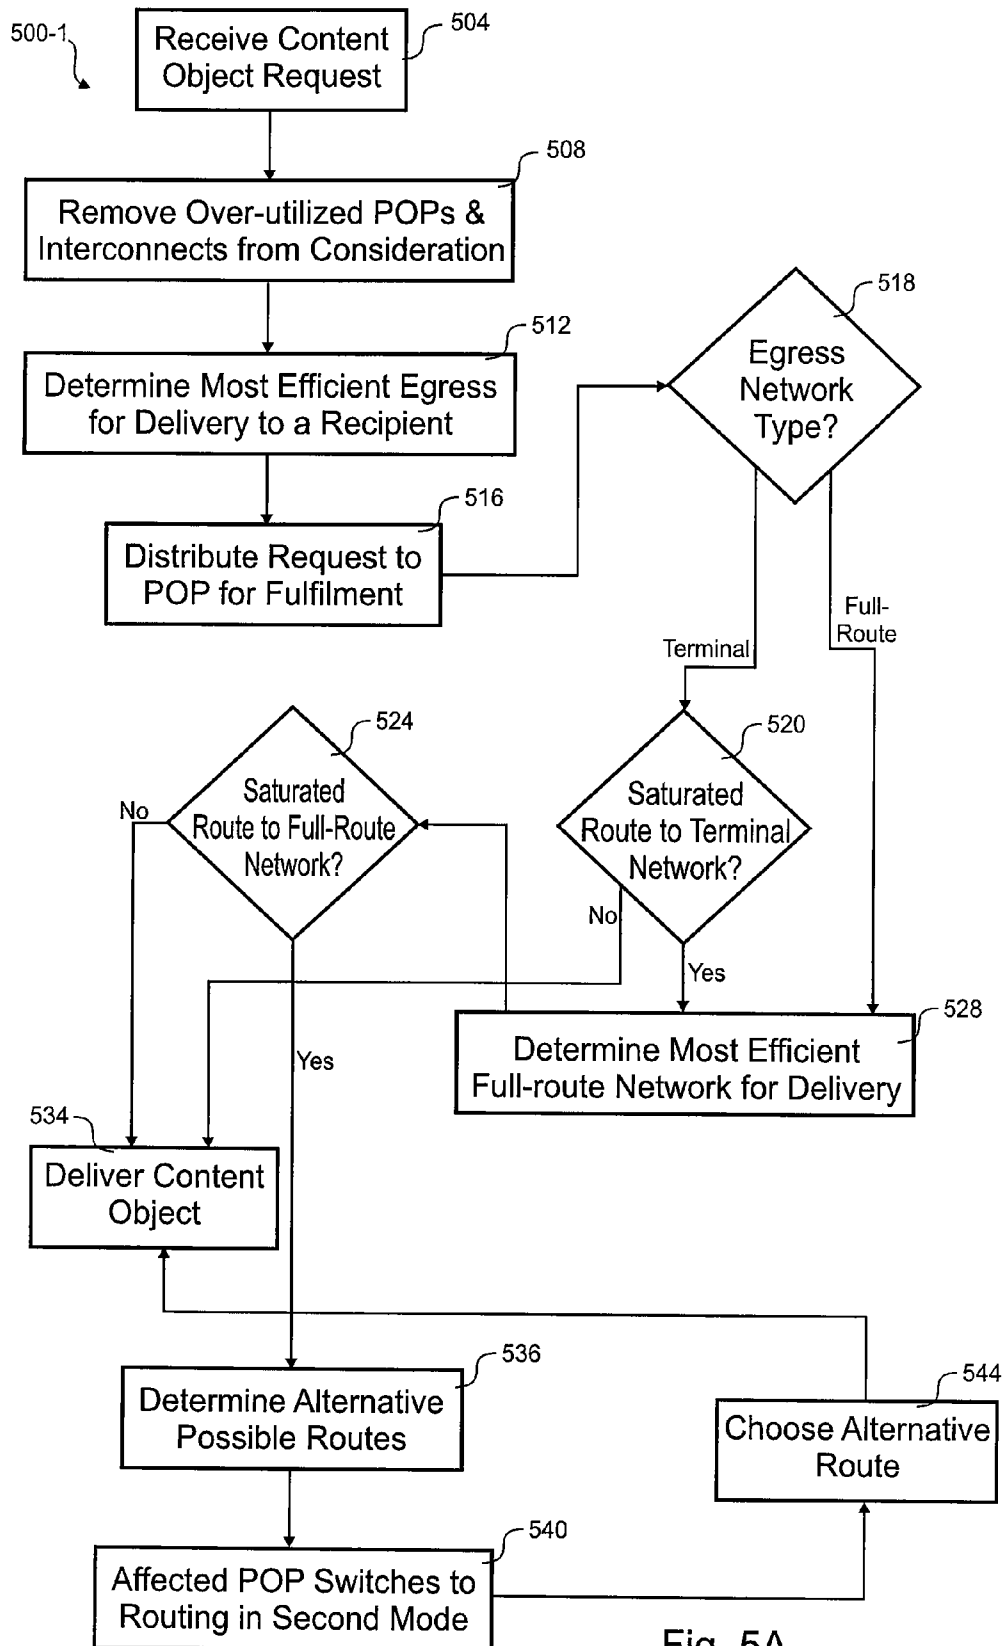 500-1
504
Receive Content
Object Request
508
Remove Over-utilized POPs &
Interconnects from Consideration
512
Determine Most Efficient Egress
for Delivery to a Recipient
516
Distribute Request to
POP for Fulfilment
518
Egress
Network
Type?
Terminal
Full-
Route
520
Saturated
Route to Terminal
Network?
No
Yes
524
Saturated
Route to Full-Route
Network?
No
Yes
528
Determine Most Efficient
Full-route Network for Delivery
534
Deliver Content
Object
536
Determine Alternative
Possible Routes
540
Affected POP Switches to
Routing in Second Mode
544
Choose Alternative
Route
Fig. 5A